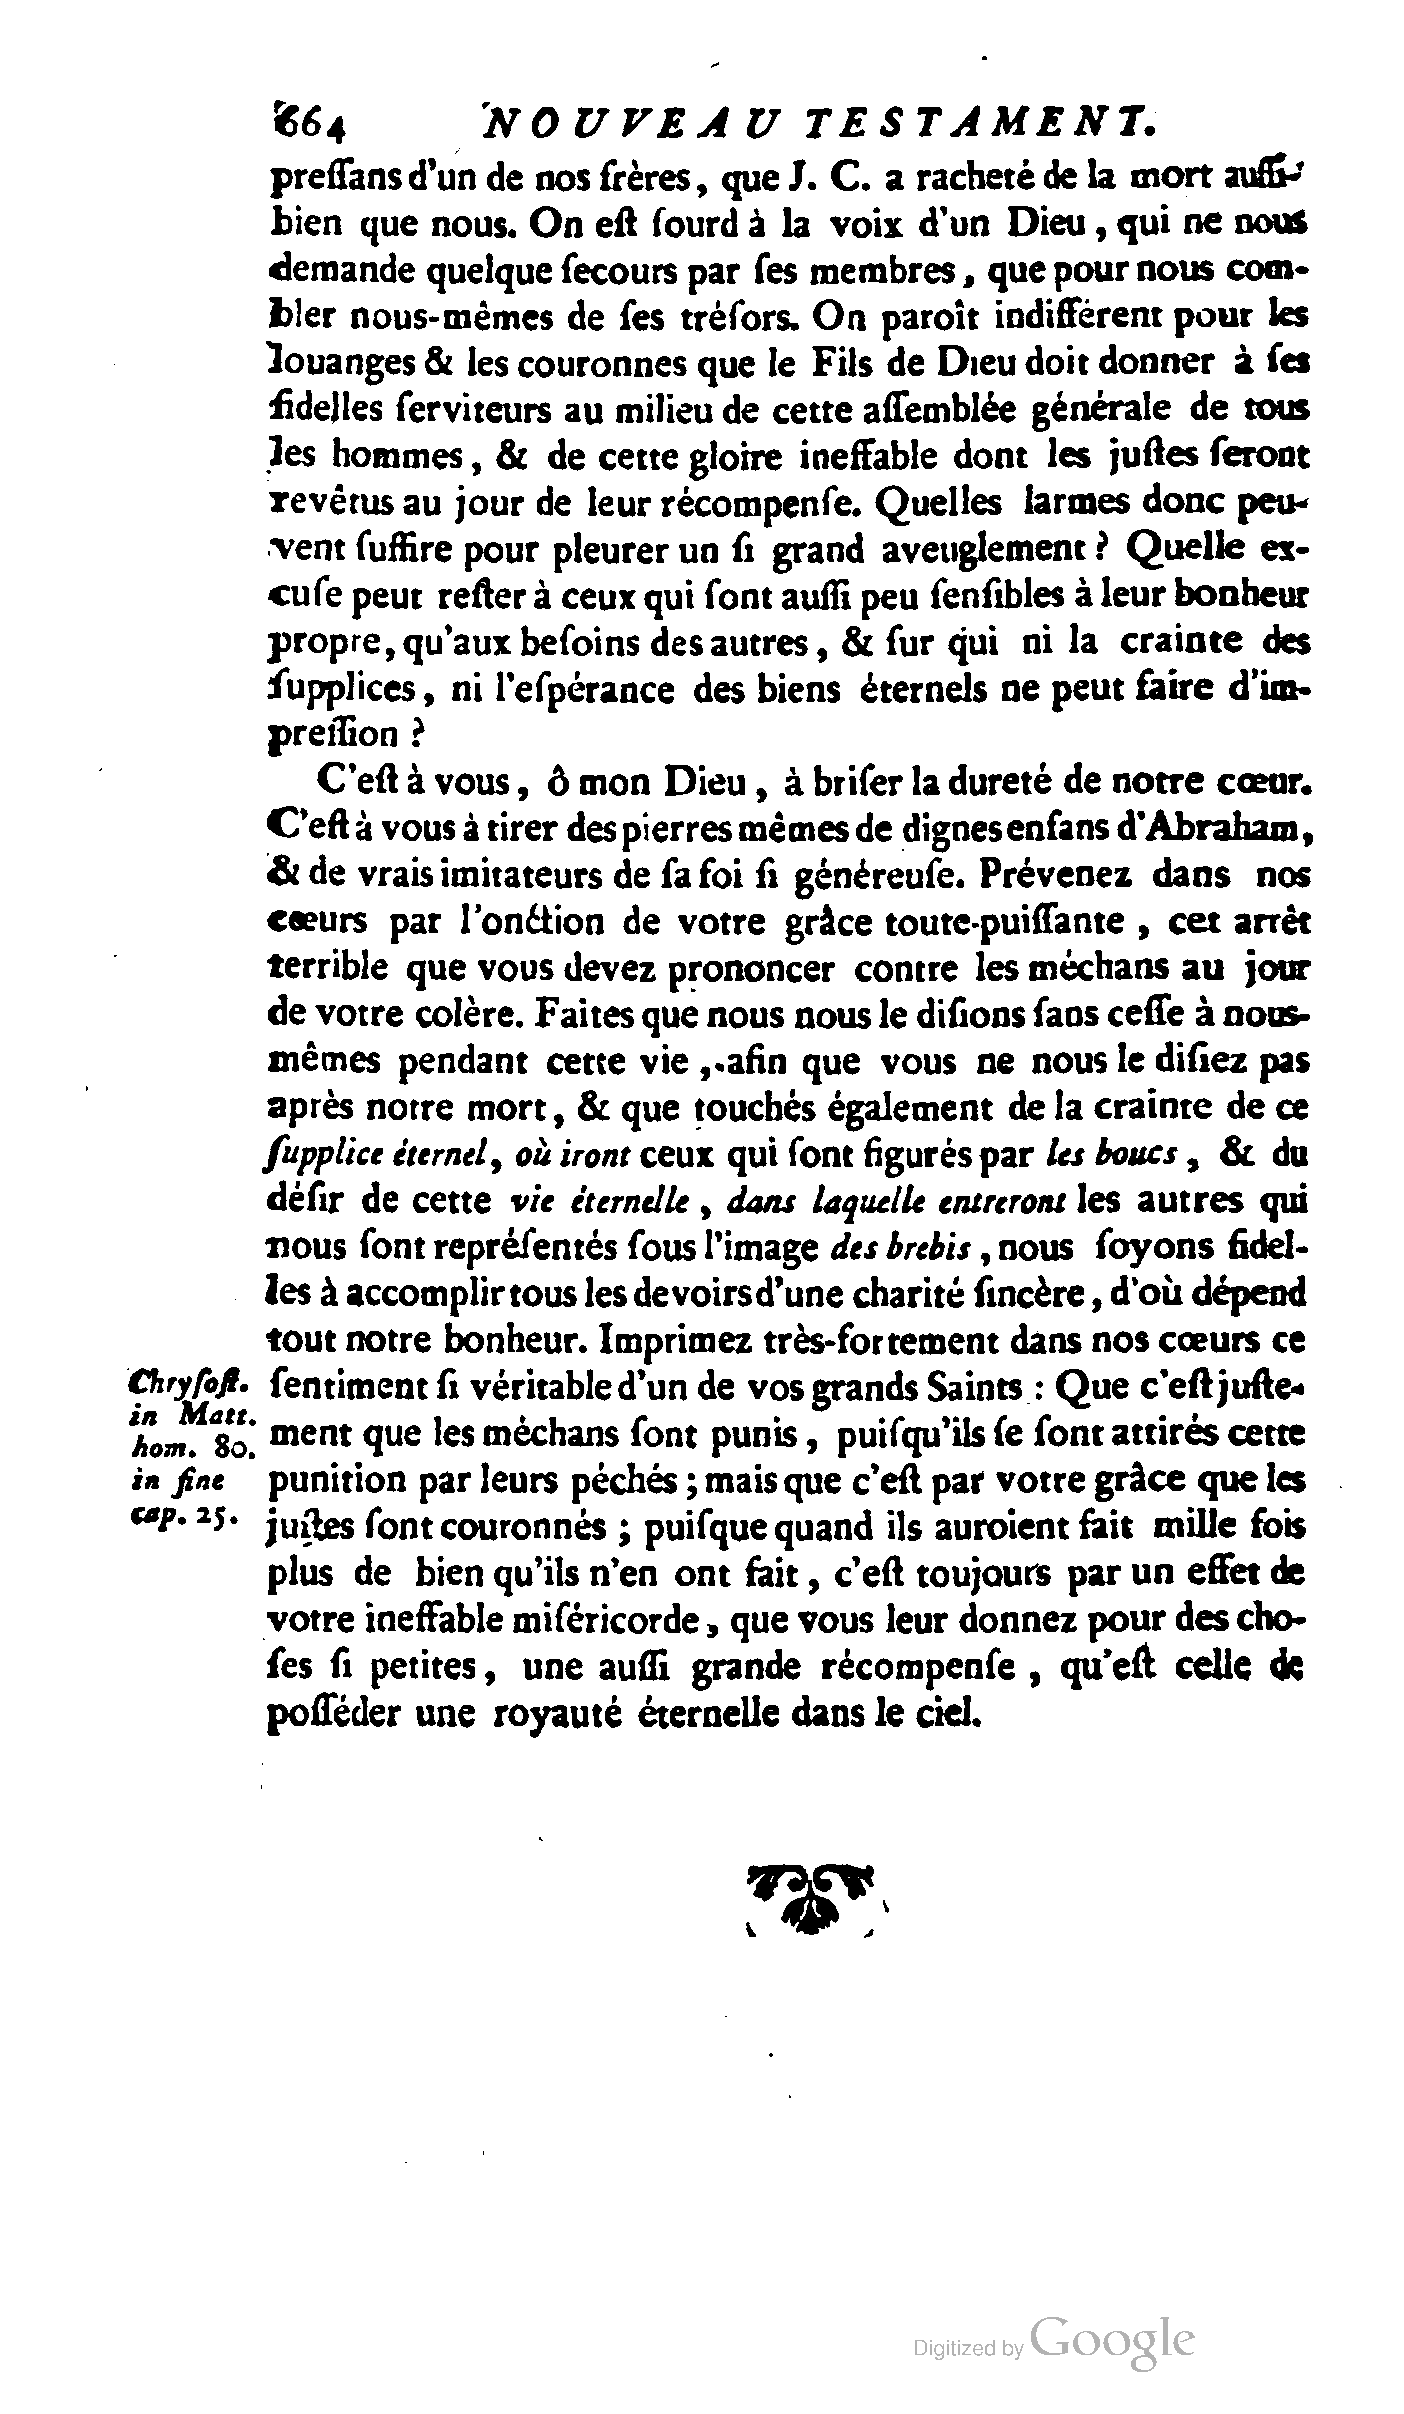 664 NOUVEAU TESTAMENT.
preſſans d'un de nos frères, que J. C. a racheté de la mort auſſi-
bien que nous. On eſt ſourd à la voix d'un Dieu, qui ne nous
demande quelque ſecours par ſes membres, que pour nous com-
bler nous-mêmes de ſes tréſors. On paroît indifférent pour les
louanges & les couronnes que le Fils de Dieu doit donner à ſes
fidelles ſerviteurs au milieu de cette aſſemblée générale de tous
les hommes, & de cette gloire ineffable dont les juſtes ſeront
revêtus au jour de leur récompenſe. Quelles larmes donc peu-
vent ſuffire pour pleurer un ſi grand aveuglement ? Quelle ex-
cuſe peut reſter à ceux qui ſont auſſi peu ſenſibles à leur bonheur
propre, qu'aux beſoins des autres, & ſur qui ni la crainte des
ſupplices, ni l'eſpérance des biens éternels ne peut faire d'im-
preſſion ?
C'eſt à vous, ô mon Dieu, à briſer la dureté de notre cœur.
C'eſt à vous à tirer des pierres mêmes de dignes enfans d'Abraham,
& de vrais imitateurs de ſa foi ſi généreuſe. Prévenez dans nos
cœurs par l'onction de votre grâce toute-puiſſante, cet arrêt
terrible que vous devez prononcer contre les méchans au jour
de votre colère. Faites que nous nous le diſions ſans ceſſe à nous-
mêmes pendant cette vie, afin que vous ne nous le diſiez pas
après notre mort, & que touchés également de la crainte de ce
ſupplice éternel, où iront ceux qui ſont figurés par les boucs, & du
déſir de cette vie éternelle, dans laquelle entreront les autres qui
nous ſont repréſentés ſous l'image des brebis, nous ſoyons fidel-
les à accomplir tous les devoirs d'une charité ſincère, d'où dépend
tout notre bonheur. Imprimez très-fortement dans nos cœurs ce
ſentiment ſi véritable d'un de vos grands Saints : Que c'eſt juſte-
ment que les méchans ſont punis, puiſqu'ils ſe ſont attirés cette
punition par leurs péchés ; mais que c'eſt par votre grâce que les
juſtes ſont couronnés ; puiſque quand ils auroient fait mille fois
plus de bien qu'ils n'en ont fait, c'eſt toujours par un effet de
votre ineffable miſéricorde, que vous leur donnez pour des cho-
ſes ſi petites, une auſſi grande récompenſe, qu'eſt celle de
poſſéder une royauté éternelle dans le ciel.
Chryſoſt.
in Matt.
hom. 80.
in fine
cap. 25.
Digitized by Google